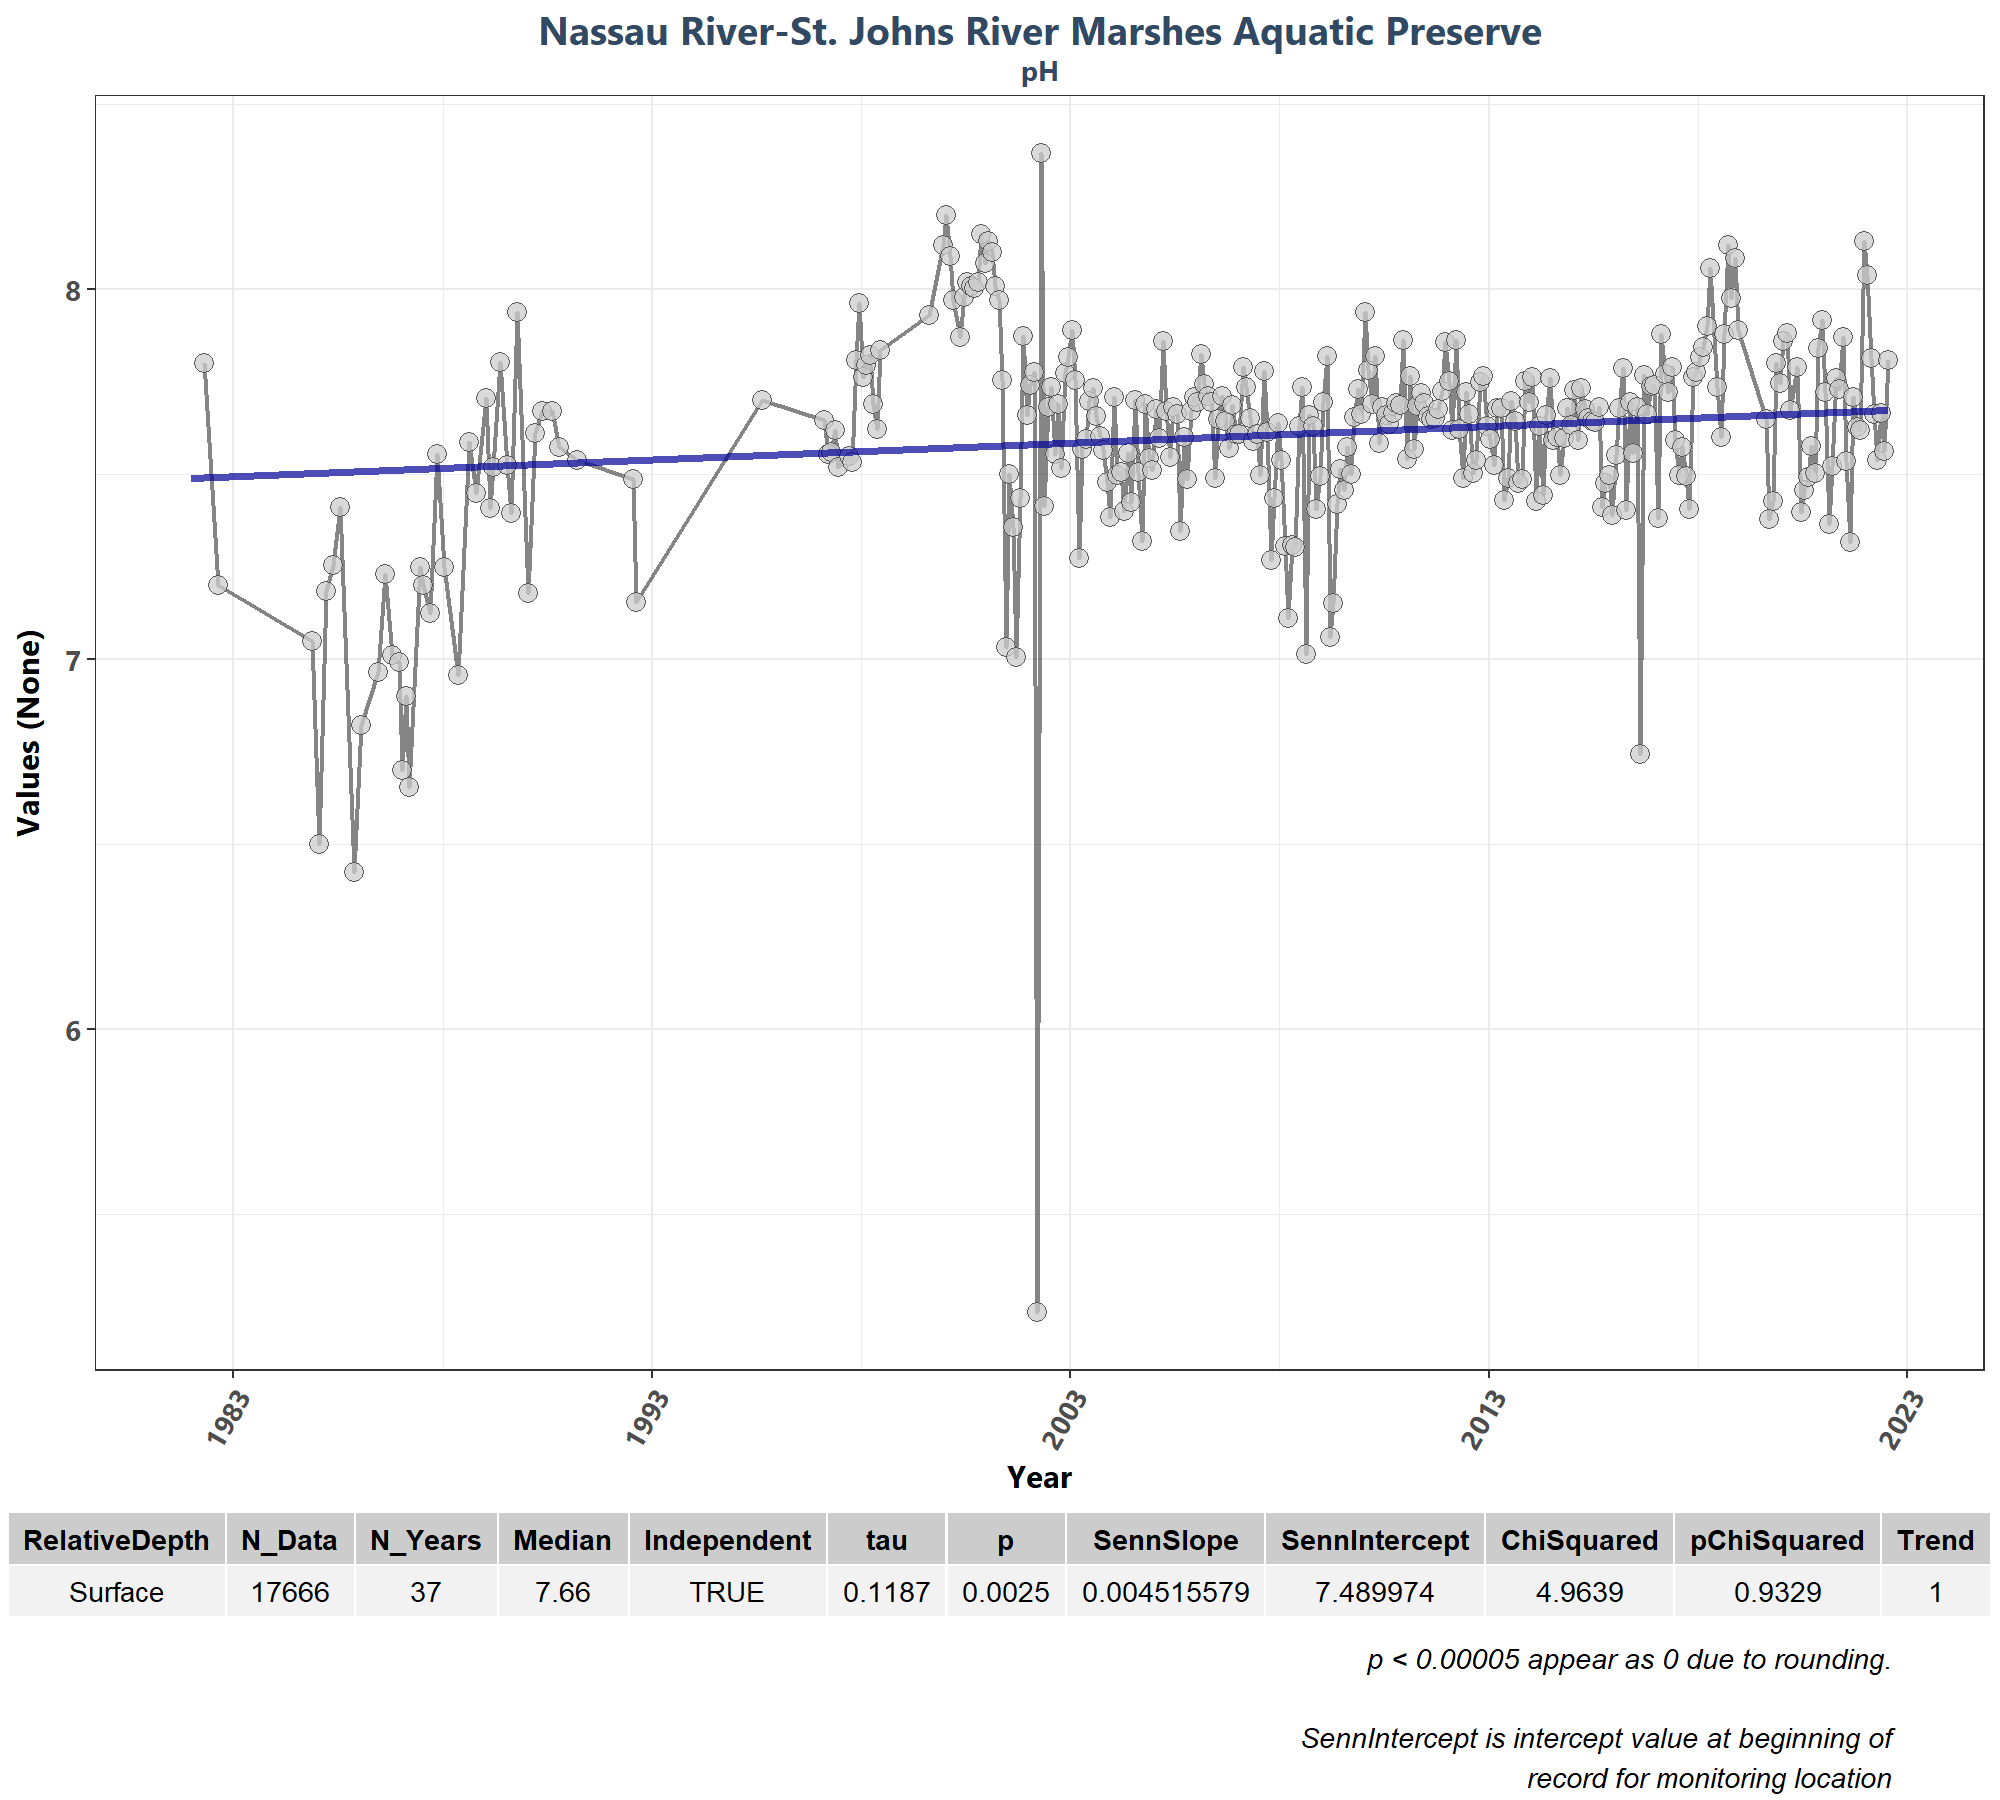 Nassau River-St. Johns River Marshes Aquatic Preserve
pH
Values (None)
8
7
6
1983
1993
2003
2013
2023
Year
RelativeDepth N_Data N_Years Median Independent tau p SennSlope SennIntercept ChiSquared pChiSquared Trend
Surface 17666 37 7.66 TRUE 0.1187 0.0025 0.004515579 7.489974 4.9639 0.9329 1
p < 0.00005 appear as 0 due to rounding.
SennIntercept is intercept value at beginning of
record for monitoring location